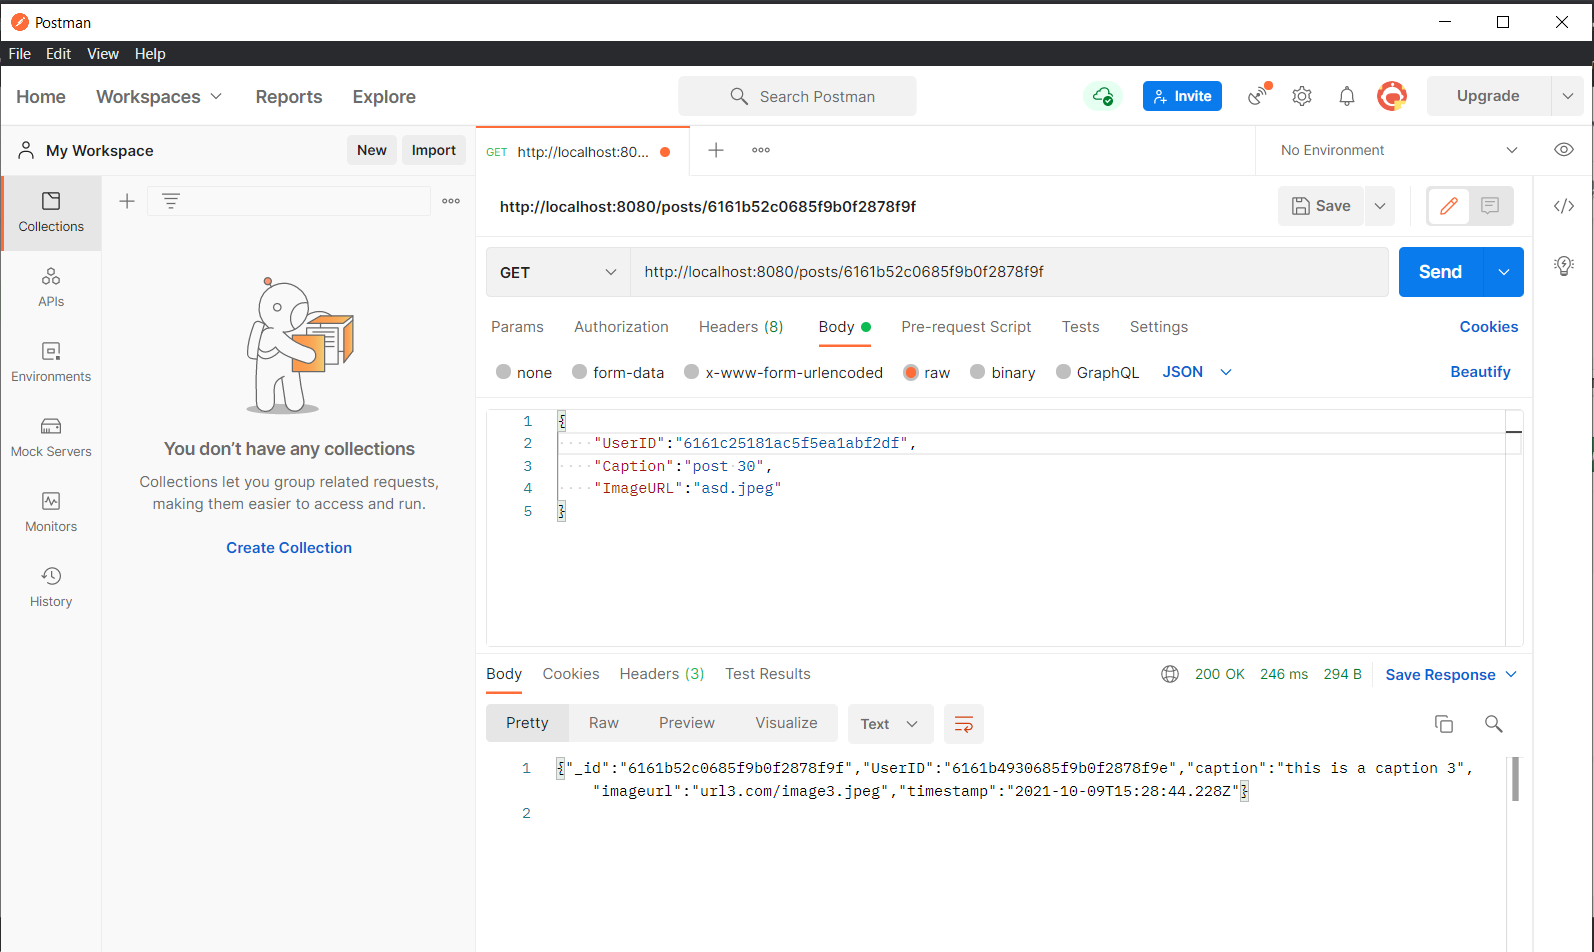 Postman
File Edit View Help
Home Workspaces Reports Explore Search Postman Invite Upgrade
My Workspace New Import GET http://localhost:80... No Environment
Collections
APIs
Environments
Mock Servers
Monitors
History
You don’t have any collections
Collections let you group related requests,
making them easier to access and run.
Create Collection
http://localhost:8080/posts/6161b52c0685f9b0f2878f9f Save
GET http://localhost:8080/posts/6161b52c0685f9b0f2878f9f Send
Params Authorization Headers (8) Body Pre-request Script Tests Settings Cookies
none form-data x-www-form-urlencoded raw binary GraphQL JSON Beautify
1 {
2 "UserID":"6161c25181ac5f5ea1abf2df",
3 "Caption":"post 30",
4 "ImageURL":"asd.jpeg"
5 }
Body Cookies Headers (3) Test Results 200 OK 246 ms 294 B Save Response
Pretty Raw Preview Visualize Text
1 {"_id":"6161b52c0685f9b0f2878f9f","UserID":"6161b4930685f9b0f2878f9e","caption":"this is a caption 3",
"imageurl":"url3.com/image3.jpeg","timestamp":"2021-10-09T15:28:44.228Z"}
2